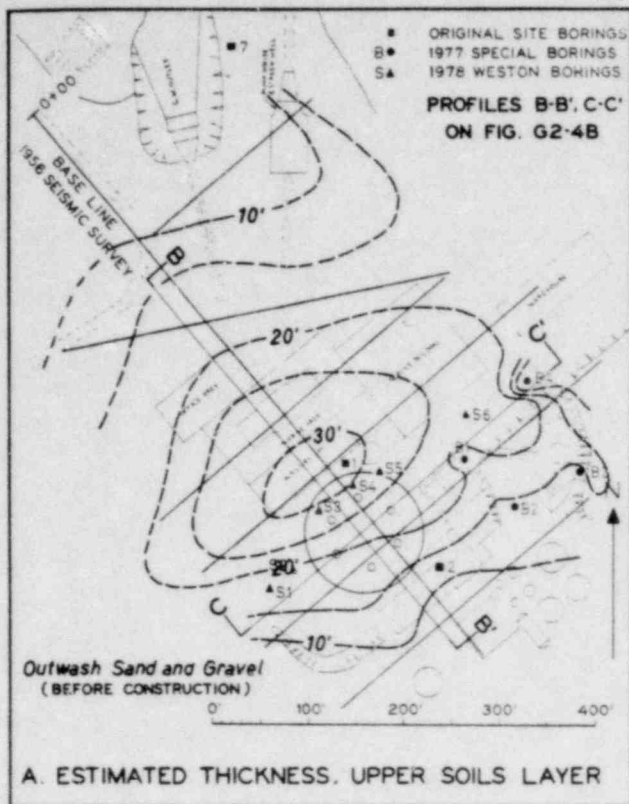 ■ ORIGINAL SITE BORINGS
B● 1977 SPECIAL BORINGS
S▲ 1978 WESTON BORINGS
PROFILES B-B', C-C'
ON FIG. G2-4B
7
0+00
BASE LINE
1956 SEISMIC SURVEY
10'
B
20'
C'
B
S6
30'
1
S5
B
B
S4
S3
B2
20'
2
S1
C
B'
10'
Outwash Sand and Gravel
(BEFORE CONSTRUCTION)
0' 100' 200' 300' 400'
A. ESTIMATED THICKNESS, UPPER SOILS LAYER